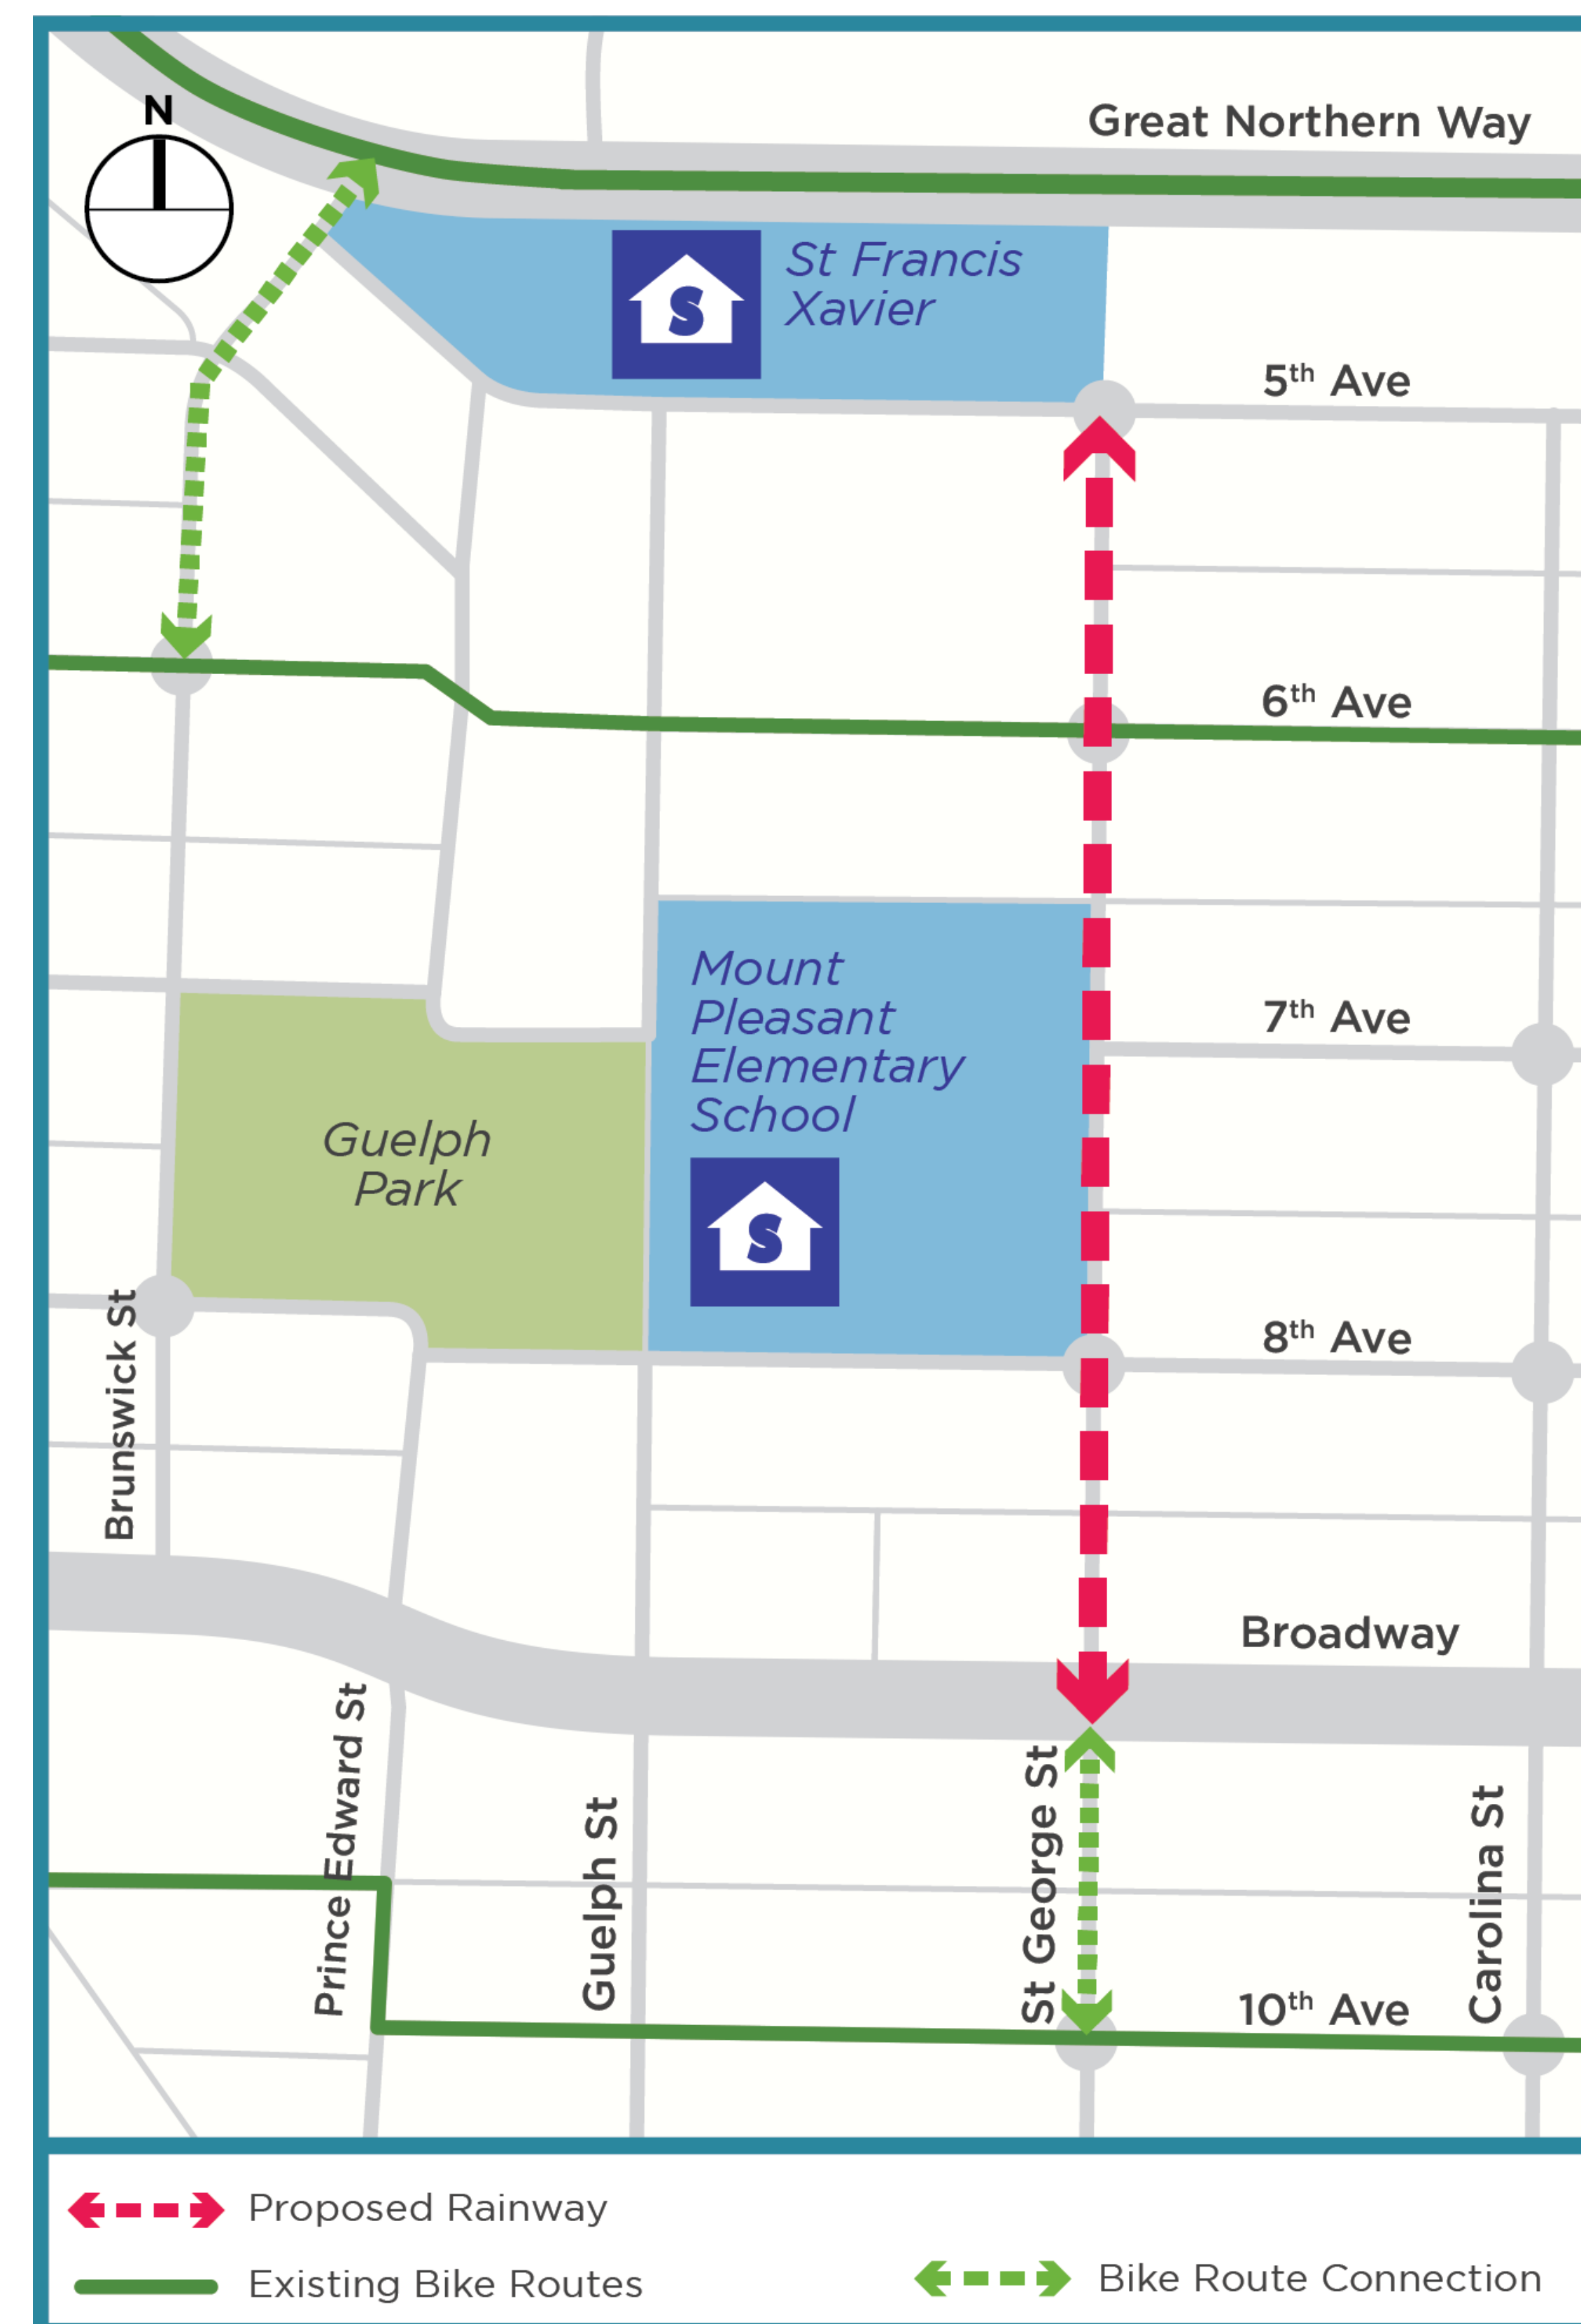 N
Great Northern Way
St Francis
Xavier
S
5th Ave
6th Ave
Mount
Pleasant
Elementary
School
S
7th Ave
Guelph
Park
8th Ave
Brunswick St
Broadway
Prince Edward St
Guelph St
St George St
Carolina St
10th Ave
Proposed Rainway
Existing Bike Routes
Bike Route Connection